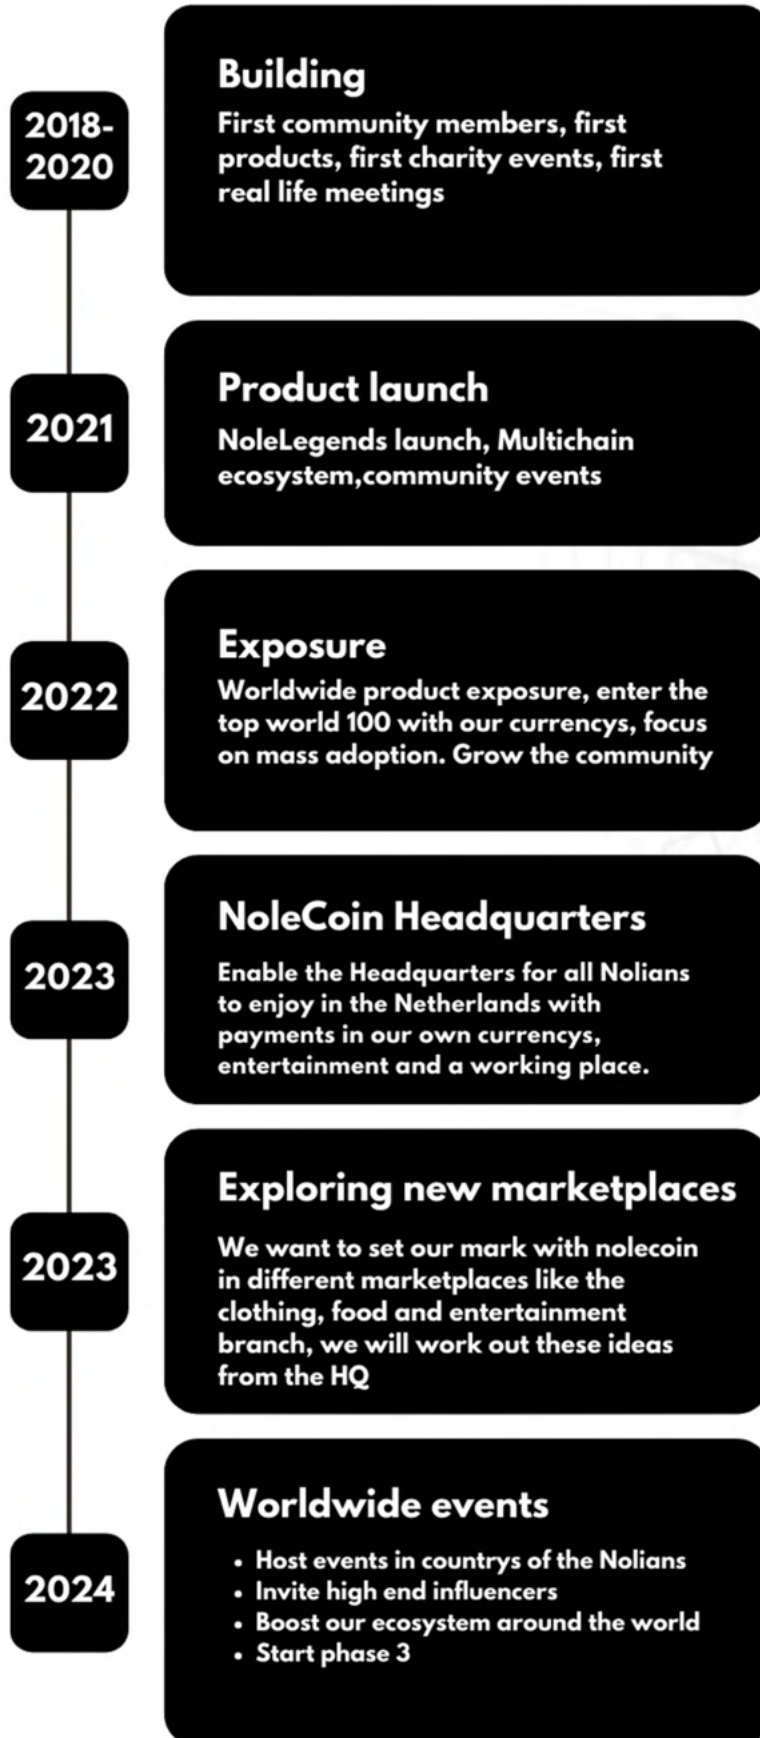 2018-
2020
Building
First community members, first
products, first charity events, first
real life meetings
2021
Product launch
NoleLegends launch, Multichain
ecosystem,community events
2022
Exposure
Worldwide product exposure, enter the
top world 100 with our currencys, focus
on mass adoption. Grow the community
2023
NoleCoin Headquarters
Enable the Headquarters for all Nolians
to enjoy in the Netherlands with
payments in our own currencys,
entertainment and a working place.
2023
Exploring new marketplaces
We want to set our mark with nolecoin
in different marketplaces like the
clothing, food and entertainment
branch, we will work out these ideas
from the HQ
2024
Worldwide events
• Host events in countrys of the Nolians
• Invite high end influencers
• Boost our ecosystem around the world
• Start phase 3